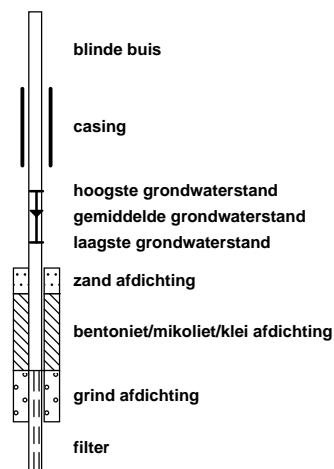 blinde buis
casing
hoogste grondwaterstand
gemiddelde grondwaterstand
laagste grondwaterstand
zand afdichting
bentoniet/mikoliet/klei afdichting
grind afdichting
filter